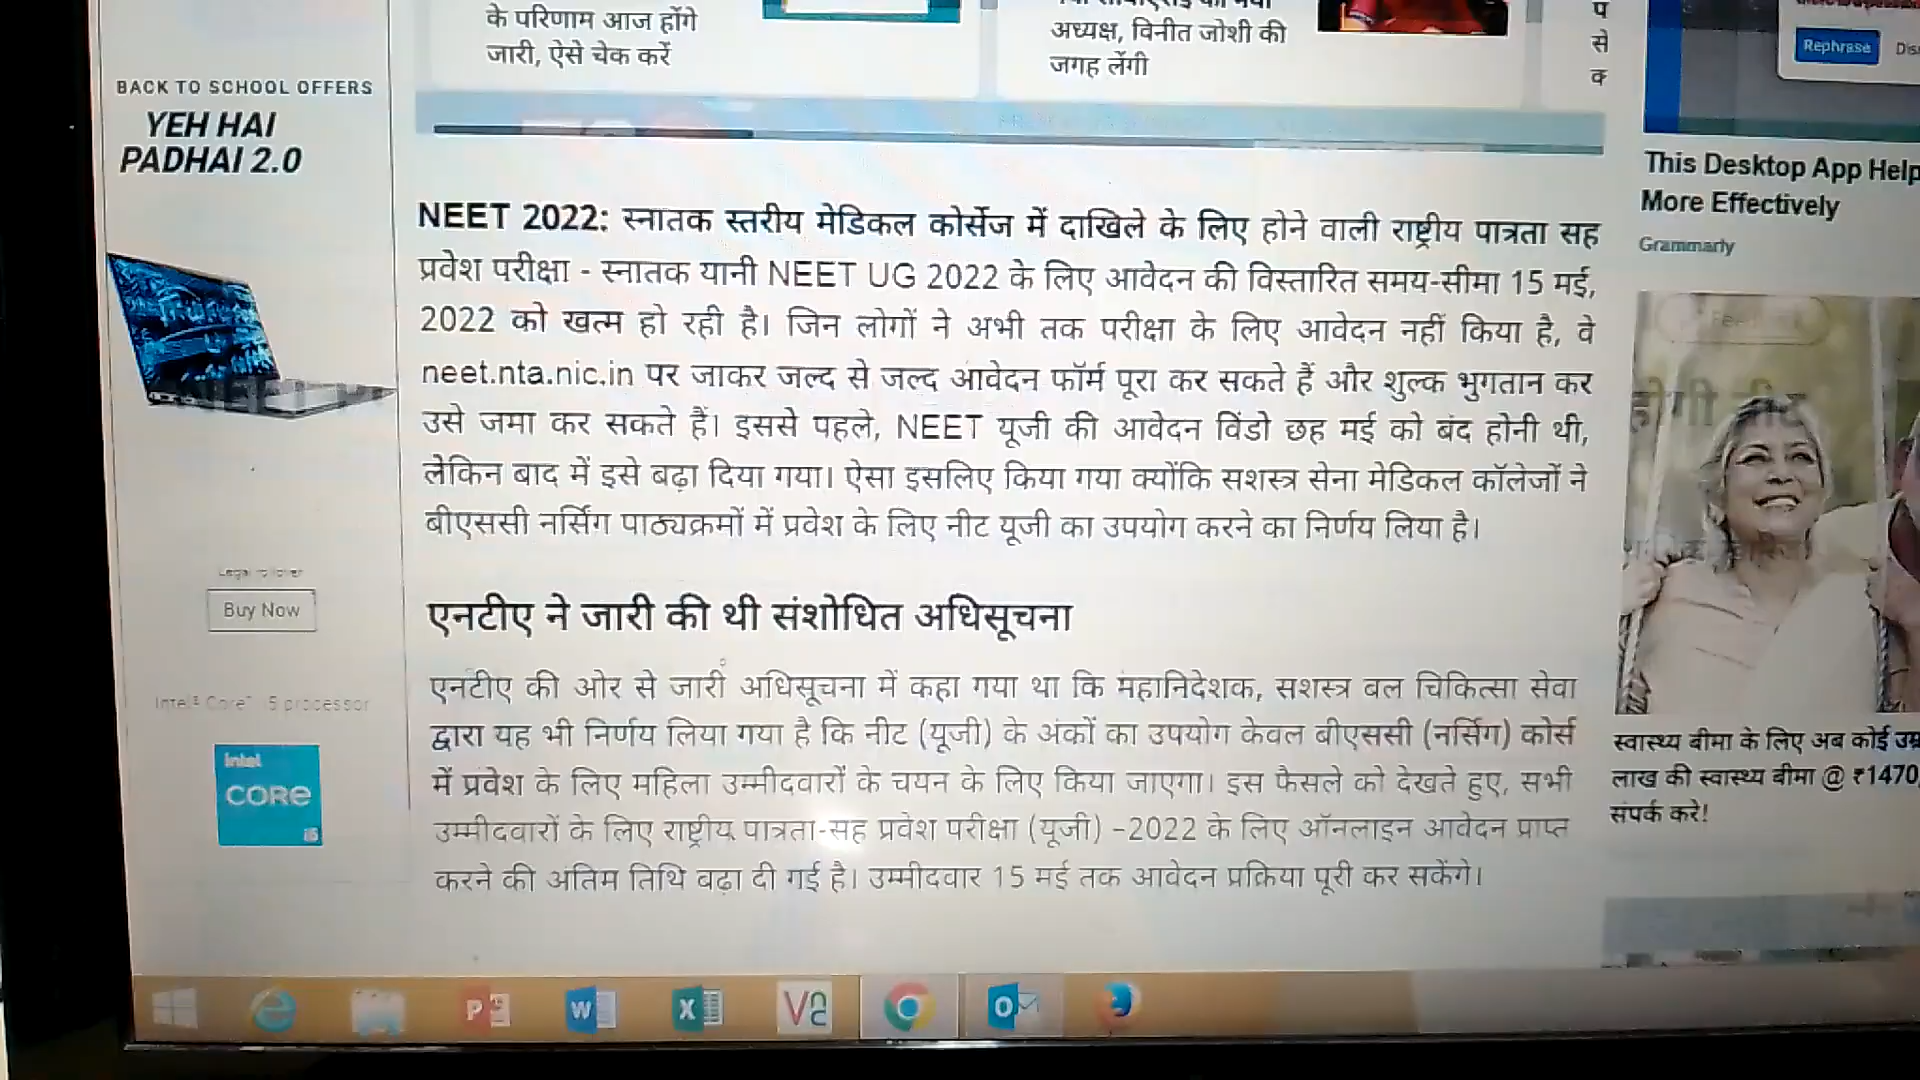 के परिणाम आज होंगे
जारी, ऐसे चेक करें
अध्यक्ष, विनीत जोशी की
जगह लेंगी
प
से
क
Rephrase
BACK TO SCHOOL OFFERS
YEH HAI
PADHAI 2.0
This Desktop App Help
More Effectively
Grammarly
NEET 2022: स्नातक स्तरीय मेडिकल कोर्सेज में दाखिले के लिए होने वाली राष्ट्रीय पात्रता सह
प्रवेश परीक्षा - स्नातक यानी NEET UG 2022 के लिए आवेदन की विस्तारित समय-सीमा 15 मई,
2022 को खत्म हो रही है। जिन लोगों ने अभी तक परीक्षा के लिए आवेदन नहीं किया है, वे
neet.nta.nic.in पर जाकर जल्द से जल्द आवेदन फॉर्म पूरा कर सकते हैं और शुल्क भुगतान कर
उसे जमा कर सकते हैं। इससे पहले, NEET यूजी की आवेदन विंडो छह मई को बंद होनी थी,
लेकिन बाद में इसे बढ़ा दिया गया। ऐसा इसलिए किया गया क्योंकि सशस्त्र सेना मेडिकल कॉलेजों ने
बीएससी नर्सिंग पाठ्यक्रमों में प्रवेश के लिए नीट यूजी का उपयोग करने का निर्णय लिया है।
Buy Now
एनटीए ने जारी की थी संशोधित अधिसूचना
एनटीए की ओर से जारी अधिसूचना में कहा गया था कि महानिदेशक, सशस्त्र बल चिकित्सा सेवा
द्वारा यह भी निर्णय लिया गया है कि नीट (यूजी) के अंकों का उपयोग केवल बीएससी (नर्सिंग) कोर्स
में प्रवेश के लिए महिला उम्मीदवारों के चयन के लिए किया जाएगा। इस फैसले को देखते हुए, सभी
उम्मीदवारों के लिए राष्ट्रीय पात्रता-सह प्रवेश परीक्षा (यूजी) -2022 के लिए ऑनलाइन आवेदन प्राप्त
करने की अंतिम तिथि बढ़ा दी गई है। उम्मीदवार 15 मई तक आवेदन प्रक्रिया पूरी कर सकेंगे।
Intel® Core™ i5 processor
intel
CORE
i5
स्वास्थ्य बीमा के लिए अब कोई उम्र
लाख की स्वास्थ्य बीमा @ ₹1470,
संपर्क करे!